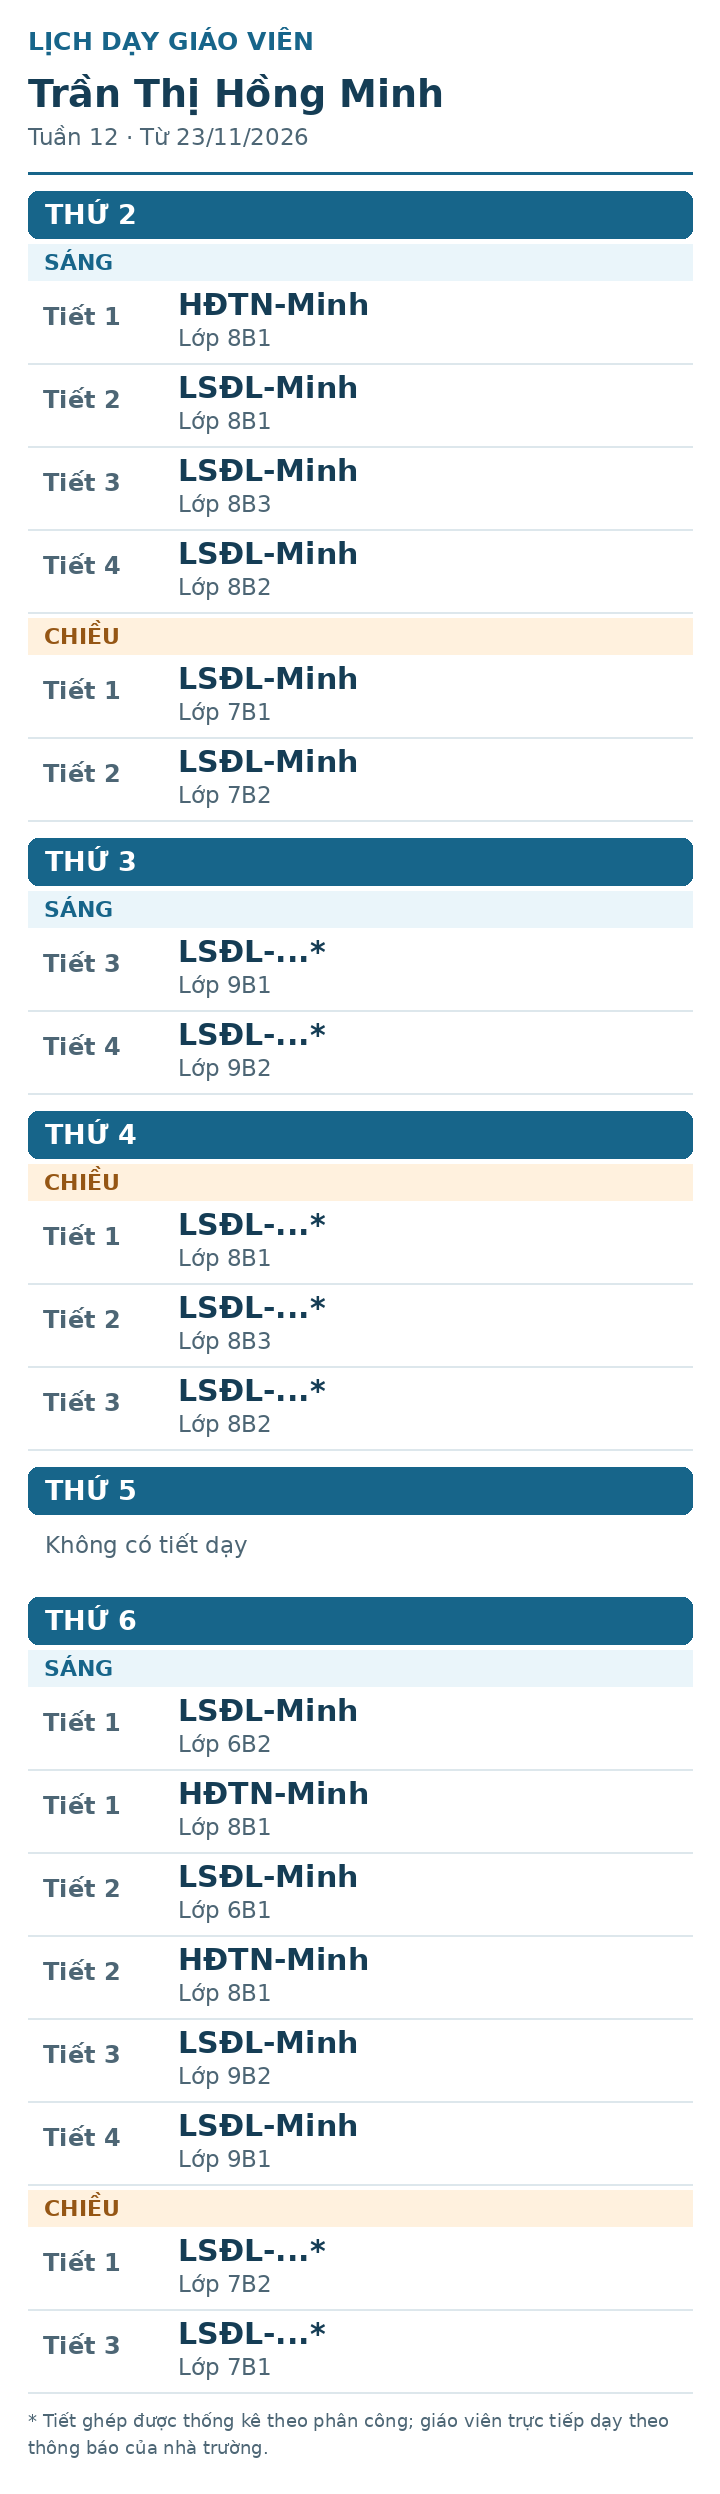 LỊCH DẠY GIÁO VIÊN
Trần Thị Hồng Minh
Tuần 12 · Từ 23/11/2026
THỨ 2
SÁNG
Tiết 1
HĐTN-Minh
Lớp 8B1
Tiết 2
LSĐL-Minh
Lớp 8B1
Tiết 3
LSĐL-Minh
Lớp 8B3
Tiết 4
LSĐL-Minh
Lớp 8B2
CHIỀU
Tiết 1
LSĐL-Minh
Lớp 7B1
Tiết 2
LSĐL-Minh
Lớp 7B2
THỨ 3
SÁNG
Tiết 3
LSĐL-...*
Lớp 9B1
Tiết 4
LSĐL-...*
Lớp 9B2
THỨ 4
CHIỀU
Tiết 1
LSĐL-...*
Lớp 8B1
Tiết 2
LSĐL-...*
Lớp 8B3
Tiết 3
LSĐL-...*
Lớp 8B2
THỨ 5
Không có tiết dạy
THỨ 6
SÁNG
Tiết 1
LSĐL-Minh
Lớp 6B2
Tiết 1
HĐTN-Minh
Lớp 8B1
Tiết 2
LSĐL-Minh
Lớp 6B1
Tiết 2
HĐTN-Minh
Lớp 8B1
Tiết 3
LSĐL-Minh
Lớp 9B2
Tiết 4
LSĐL-Minh
Lớp 9B1
CHIỀU
Tiết 1
LSĐL-...*
Lớp 7B2
Tiết 3
LSĐL-...*
Lớp 7B1
* Tiết ghép được thống kê theo phân công; giáo viên trực tiếp dạy theo
thông báo của nhà trường.